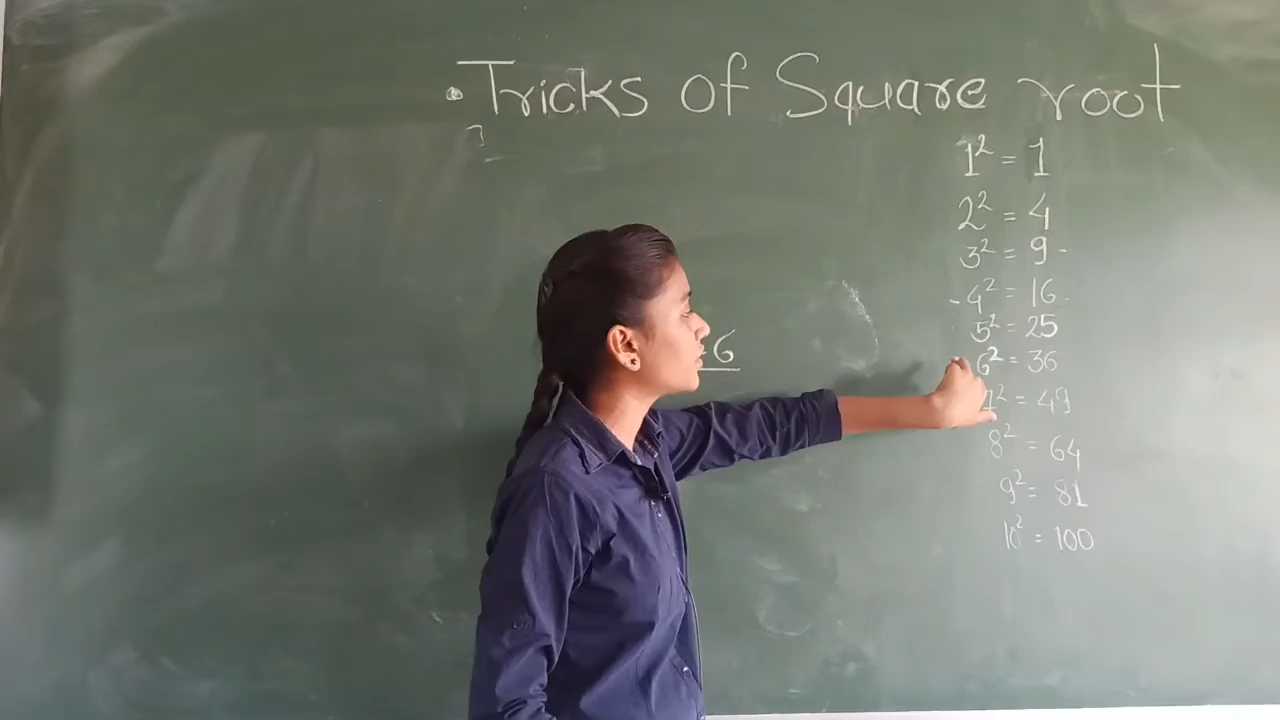 • Tricks of Square root
1² = 1
2² = 4
3² = 9 -
- 4² = 16.
5² = 25
6
6² = 36
7² = 49
8² = 64
9² = 81
10² = 100